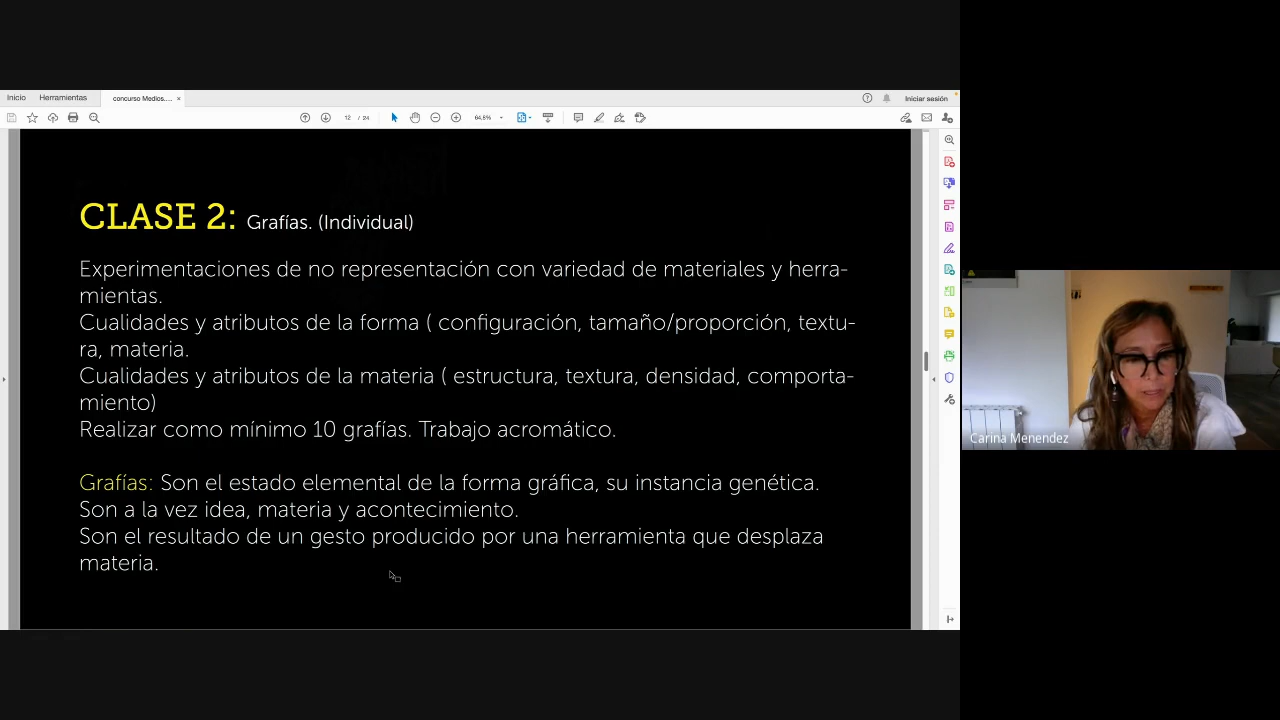 Inicio Herramientas concurso Medios.... × Iniciar sesión
12 / 24 64,5%
CLASE 2: Grafías. (Individual)
Experimentaciones de no representación con variedad de materiales y herra-
mientas.
Cualidades y atributos de la forma ( configuración, tamaño/proporción, textu-
ra, materia.
Cualidades y atributos de la materia ( estructura, textura, densidad, comporta-
miento)
Realizar como mínimo 10 grafías. Trabajo acromático.
Grafías: Son el estado elemental de la forma gráfica, su instancia genética.
Son a la vez idea, materia y acontecimiento.
Son el resultado de un gesto producido por una herramienta que desplaza
materia.
Carina Menendez